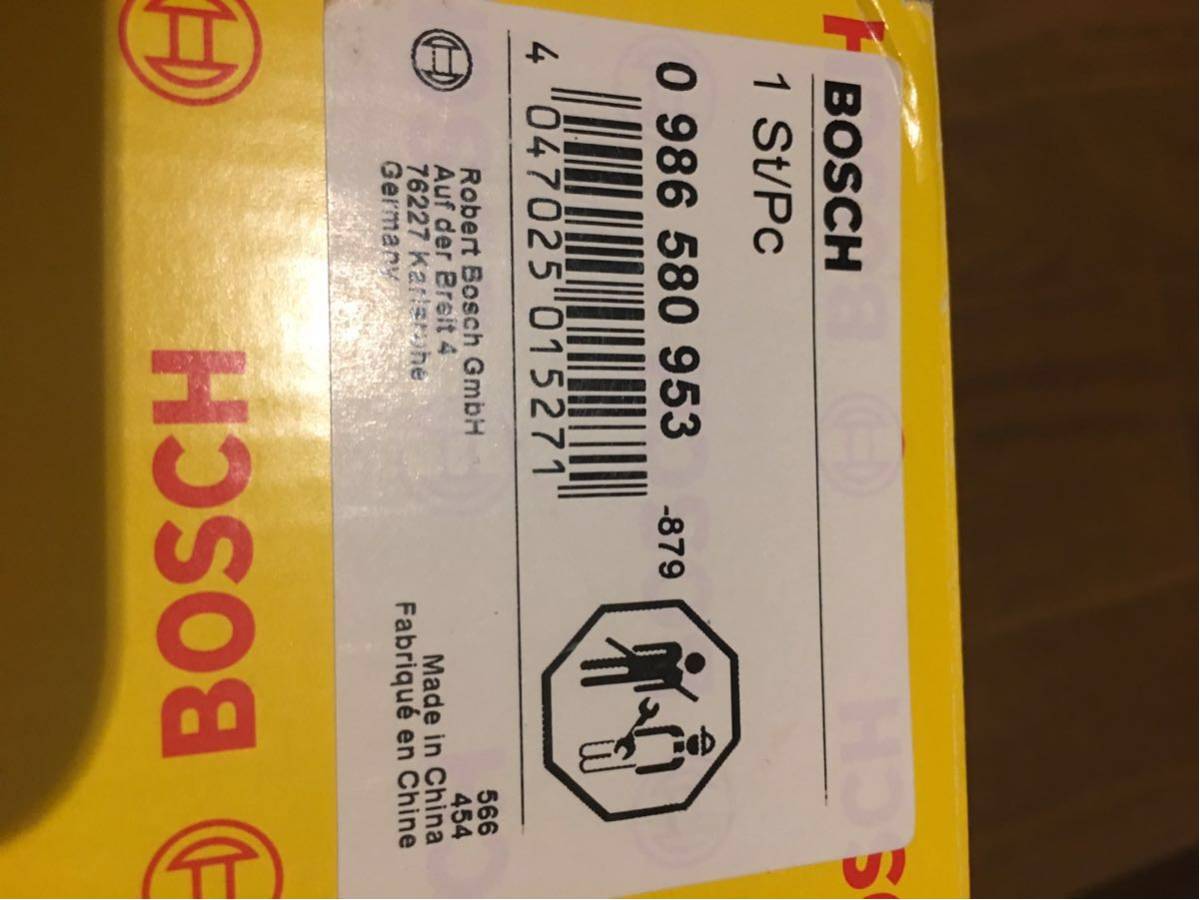 BOSCH
1 St/Pc
0 986 580 953
-879
4 047025 015271
Robert Bosch GmbH
Auf der Breit 4
76227 Karlsruhe
Germany
566
454
Made in China
Fabriqué en Chine
BOSCH